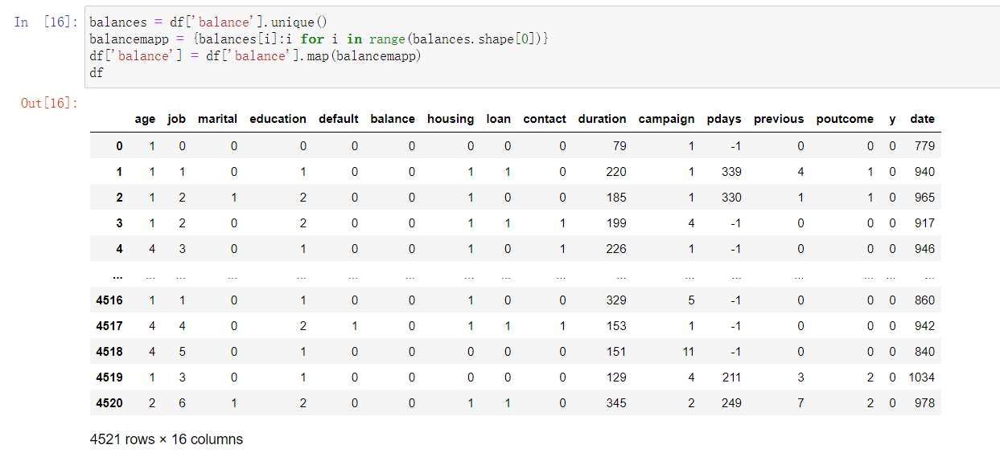 In [16]: balances = df['balance'].unique()
balancemapp = {balances[i]:i for i in range(balances.shape[0])}
df['balance'] = df['balance'].map(balancemapp)
df
Out[16]:
age job marital education default balance housing loan contact duration campaign pdays previous poutcome y date
0 1 0 0 0 0 0 0 0 0 79 1 -1 0 0 0 779
1 1 1 0 1 0 0 1 1 0 220 1 339 4 1 0 940
2 1 2 1 2 0 0 1 0 0 185 1 330 1 1 0 965
3 1 2 0 2 0 0 1 1 1 199 4 -1 0 0 0 917
4 4 3 0 1 0 0 1 0 1 226 1 -1 0 0 0 946
... ... ... ... ... ... ... ... ... ... ... ... ... ... ... ... ...
4516 1 1 0 1 0 0 1 0 0 329 5 -1 0 0 0 860
4517 4 4 0 2 1 0 1 1 1 153 1 -1 0 0 0 942
4518 4 5 0 1 0 0 0 0 0 151 11 -1 0 0 0 840
4519 1 3 0 1 0 0 0 0 0 129 4 211 3 2 0 1034
4520 2 6 1 2 0 0 1 1 0 345 2 249 7 2 0 978
4521 rows × 16 columns